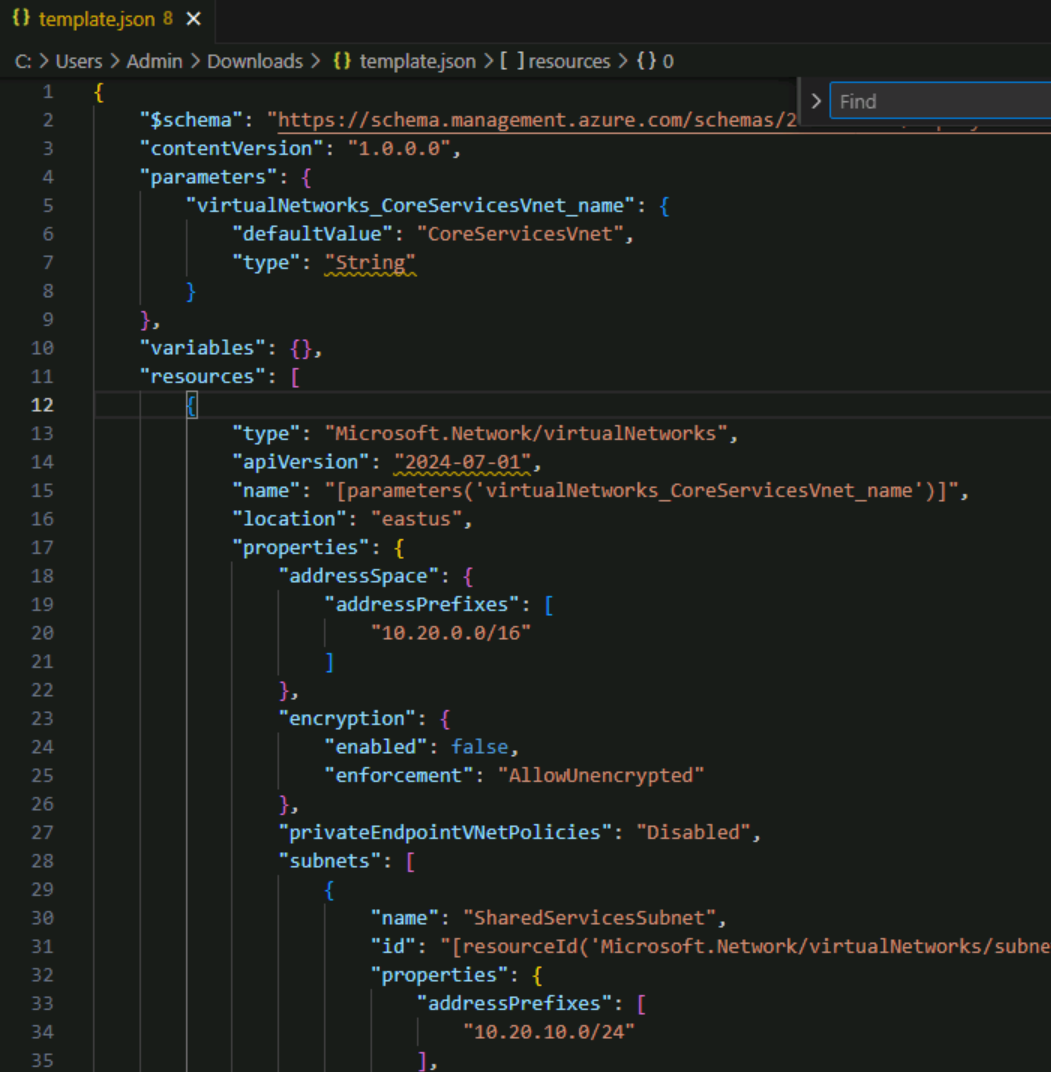 {} template.json 8 ×
C: > Users > Admin > Downloads > {} template.json > [ ] resources > {} 0
> Find
1 {
2 "$schema": "https://schema.management.azure.com/schemas/2
3 "contentVersion": "1.0.0.0",
4 "parameters": {
5 "virtualNetworks_CoreServicesVnet_name": {
6 "defaultValue": "CoreServicesVnet",
7 "type": "String"
8 }
9 },
10 "variables": {},
11 "resources": [
12 {
13 "type": "Microsoft.Network/virtualNetworks",
14 "apiVersion": "2024-07-01",
15 "name": "[parameters('virtualNetworks_CoreServicesVnet_name')]",
16 "location": "eastus",
17 "properties": {
18 "addressSpace": {
19 "addressPrefixes": [
20 "10.20.0.0/16"
21 ]
22 },
23 "encryption": {
24 "enabled": false,
25 "enforcement": "AllowUnencrypted"
26 },
27 "privateEndpointVNetPolicies": "Disabled",
28 "subnets": [
29 {
30 "name": "SharedServicesSubnet",
31 "id": "[resourceId('Microsoft.Network/virtualNetworks/subne
32 "properties": {
33 "addressPrefixes": [
34 "10.20.10.0/24"
35 ],